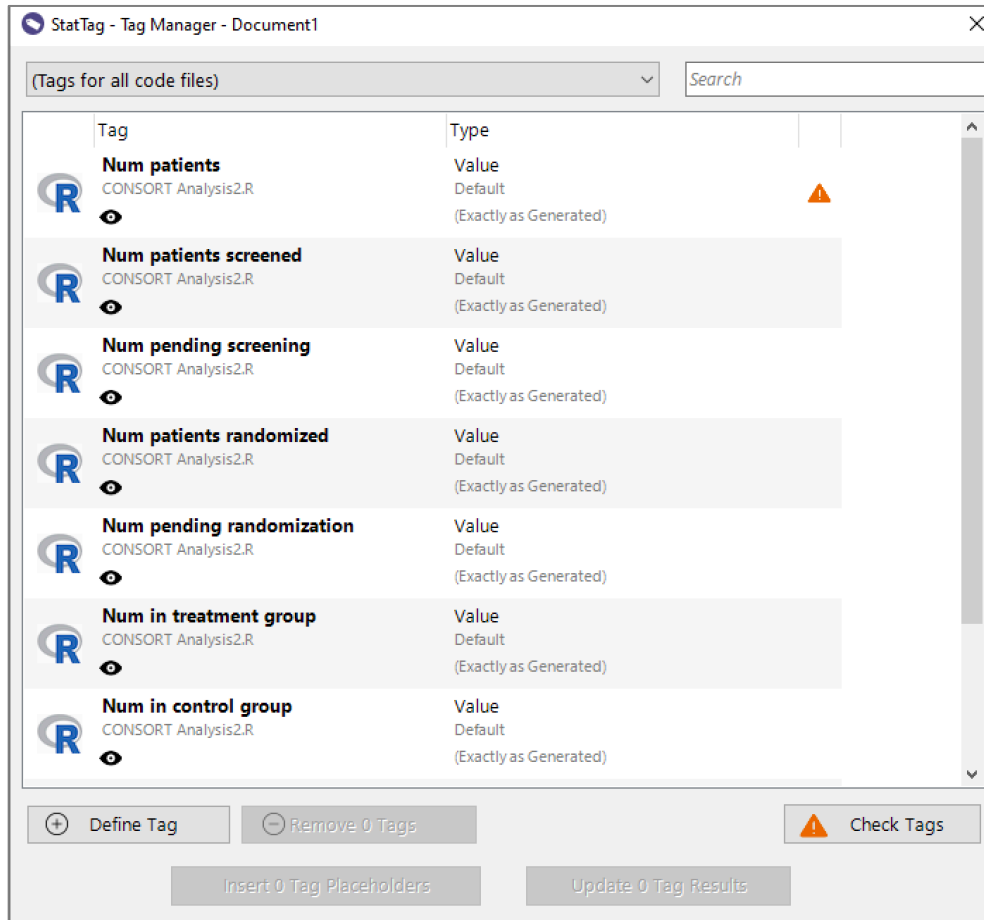 StatTag - Tag Manager - Document1
(Tags for all code files)
Search
Tag Type
Num patients Value
CONSORT Analysis2.R Default
(Exactly as Generated)
Num patients screened Value
CONSORT Analysis2.R Default
(Exactly as Generated)
Num pending screening Value
CONSORT Analysis2.R Default
(Exactly as Generated)
Num patients randomized Value
CONSORT Analysis2.R Default
(Exactly as Generated)
Num pending randomization Value
CONSORT Analysis2.R Default
(Exactly as Generated)
Num in treatment group Value
CONSORT Analysis2.R Default
(Exactly as Generated)
Num in control group Value
CONSORT Analysis2.R Default
(Exactly as Generated)
Define Tag
Remove 0 Tags
Check Tags
Insert 0 Tag Placeholders
Update 0 Tag Results